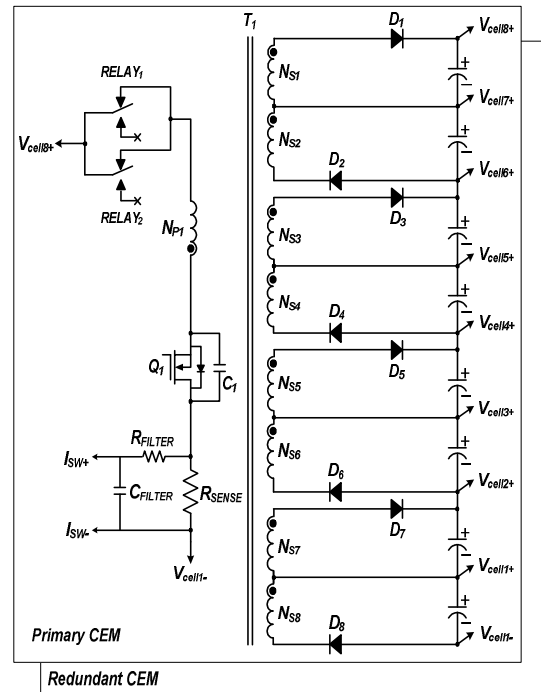 T1
D1
Vcell8+
RELAY1
NS1
+
–
Vcell7+
Vcell8+
NS2
+
–
D2
Vcell6+
RELAY2
NP1
D3
NS3
+
–
Vcell5+
NS4
+
–
D4
Vcell4+
Q1
C1
D5
NS5
+
–
Vcell3+
RFILTER
ISW+
NS6
+
–
CFILTER
RSENSE
D6
Vcell2+
ISW-
D7
NS7
+
–
Vcell1-
Vcell1+
NS8
+
–
Primary CEM
D8
Vcell1-
Redundant CEM